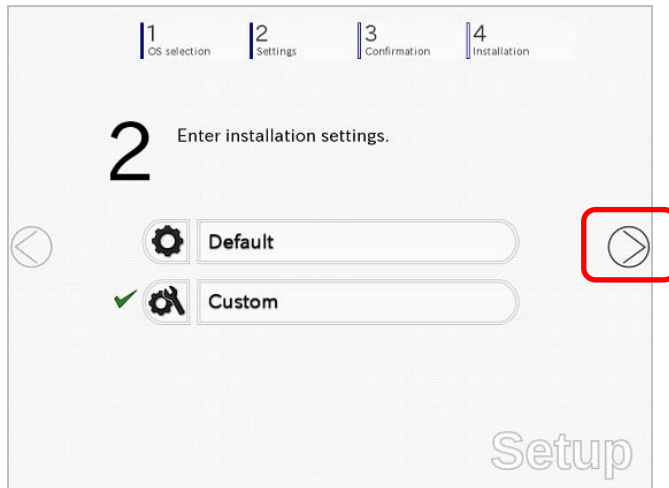 1
OS selection
2
Settings
3
Confirmation
4
Installation
2
Enter installation settings.
Default
Custom
Setup